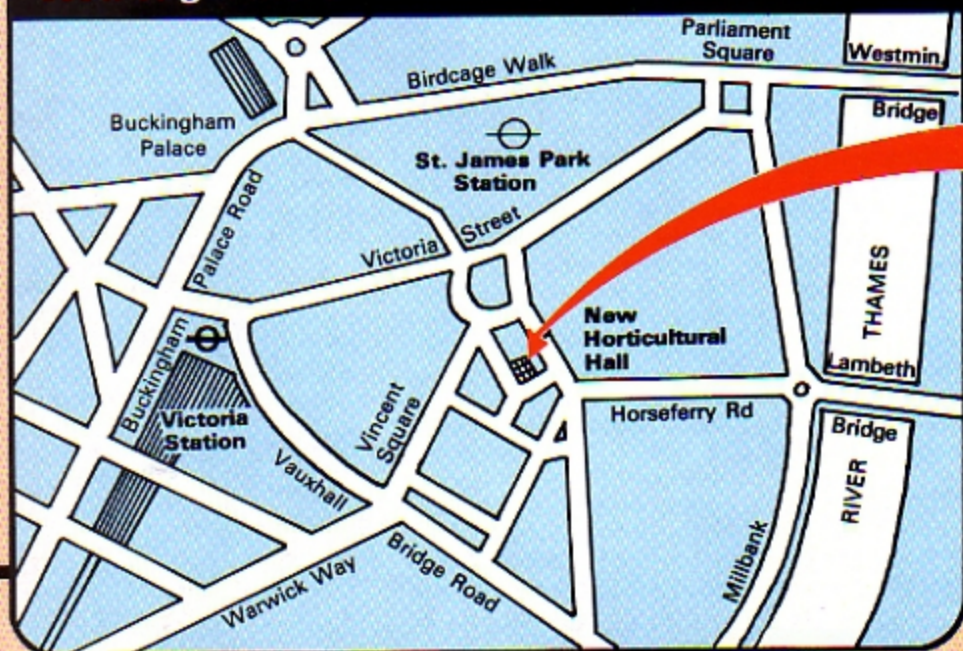 Parliament
Square
Westmin.
Birdcage Walk
Bridge
Buckingham
Palace
St. James Park
Station
Palace Road
Victoria Street
THAMES
New
Horticultural
Hall
Lambeth
Buckingham
Victoria
Station
Vincent
Square
Horseferry Rd
Bridge
Vauxhall
RIVER
Bridge Road
Millbank
Warwick Way